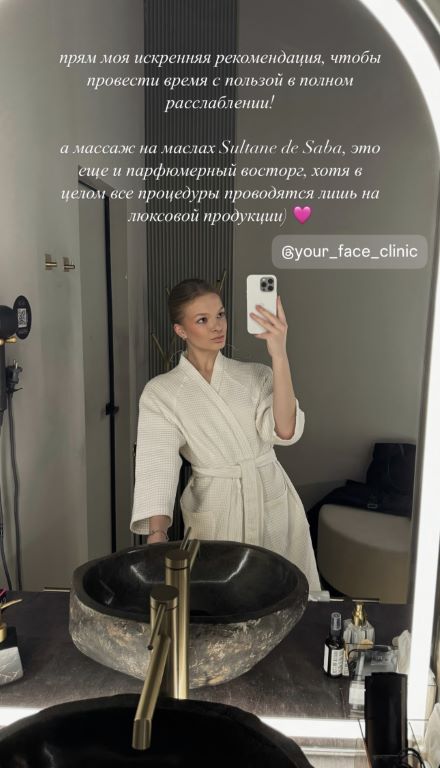 прям моя искренняя рекомендация, чтобы
провести время с пользой в полном
расслаблении!
а массаж на маслах Sultane de Saba, это
еще и парфюмерный восторг, хотя в
целом все процедуры проводятся лишь на
люксовой продукции) 🩷
@your_face_clinic